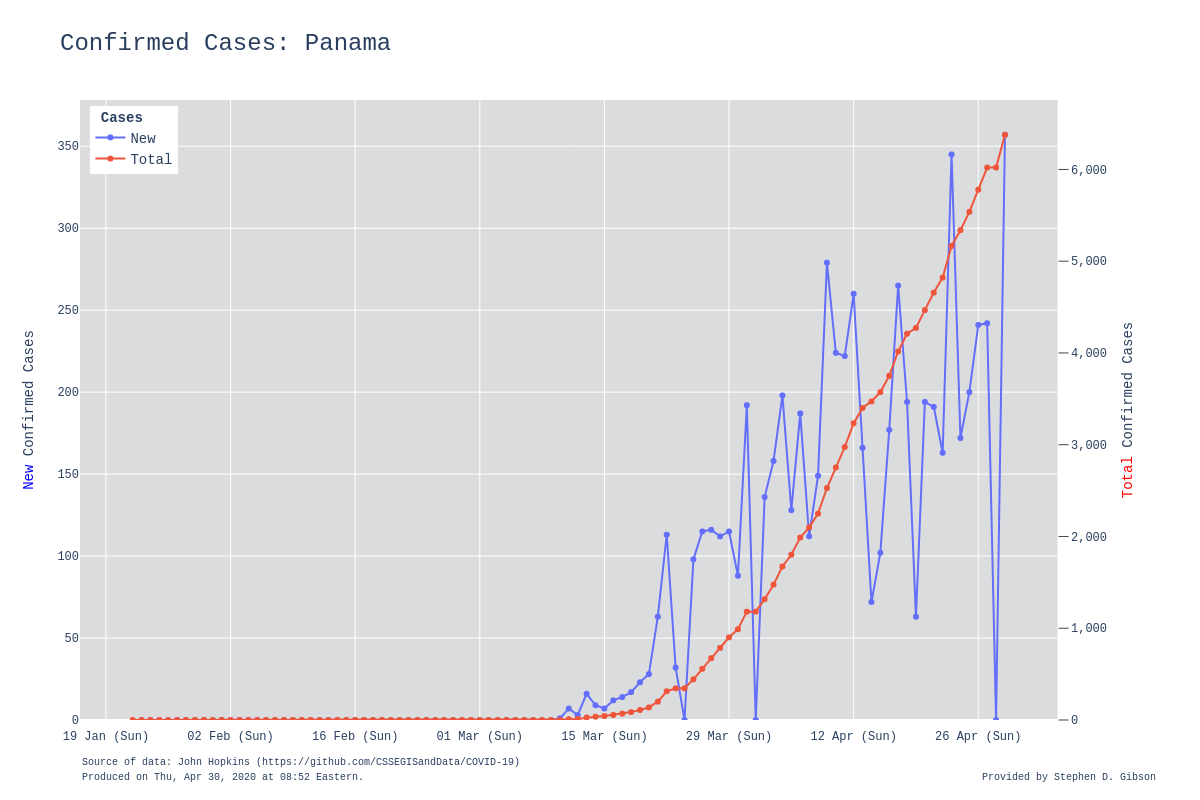 Confirmed Cases: Panama
Cases
New
Total
350
300
250
200
150
100
50
0
6,000
5,000
4,000
3,000
2,000
1,000
0
New Confirmed Cases
Total Confirmed Cases
19 Jan (Sun) 02 Feb (Sun) 16 Feb (Sun) 01 Mar (Sun) 15 Mar (Sun) 29 Mar (Sun) 12 Apr (Sun) 26 Apr (Sun)
Source of data: John Hopkins (https://github.com/CSSEGISandData/COVID-19)
Produced on Thu, Apr 30, 2020 at 08:52 Eastern.
Provided by Stephen D. Gibson